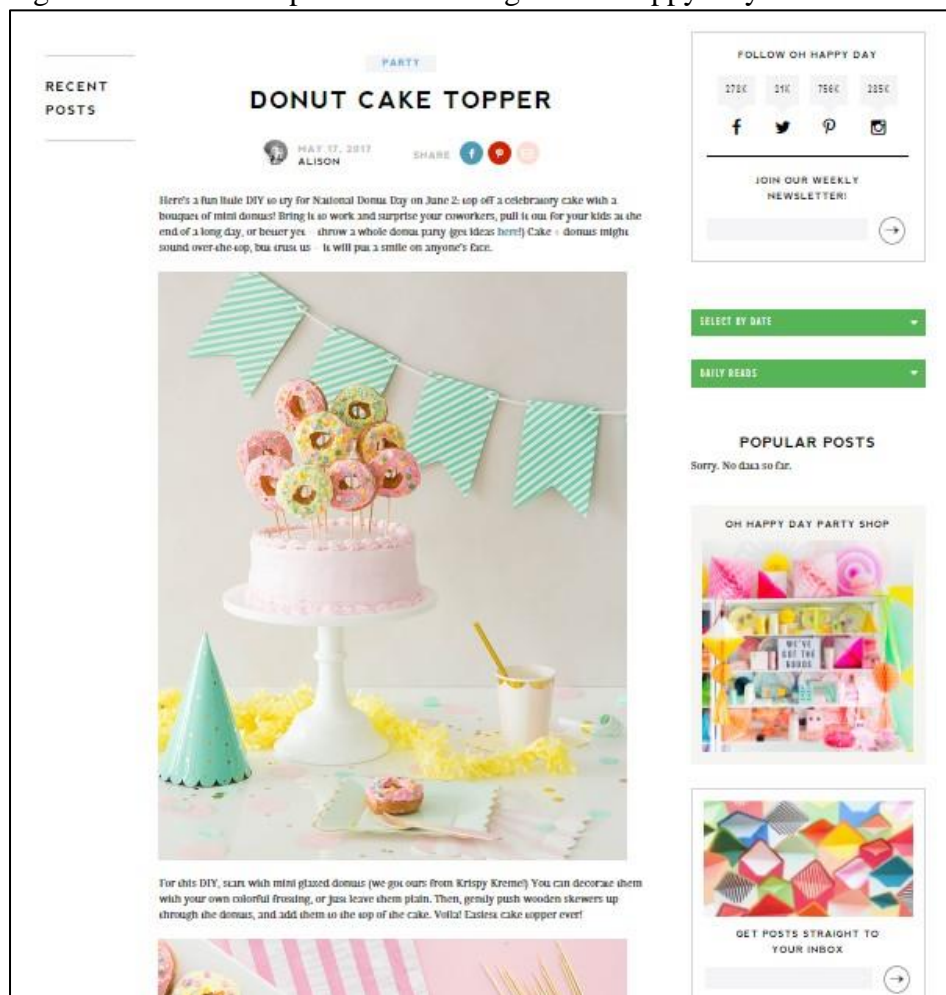 RECENT
POSTS
PARTY
DONUT CAKE TOPPER
MAY 17, 2017
ALISON
SHARE
Here's a fun little DIY to try for National Donut Day on June 2: top off a celebratory cake with a
bouquet of mini donuts! Bring it to work and surprise your coworkers, pull it out for your kids at the
end of a long day, or better yet – throw a whole donut party (get ideas here!) Cake + donuts might
sound over-the-top, but trust us – it will put a smile on anyone's face.
For this DIY, start with mini glazed donuts (we got ours from Krispy Kreme!) You can decorate them
with your own colorful frosting, or just leave them plain. Then, gently push wooden skewers up
through the donuts, and add them to the top of the cake. Voila! Easiest cake topper ever!
FOLLOW OH HAPPY DAY
JOIN OUR WEEKLY
NEWSLETTER!
SELECT BY DATE
DAILY READS
POPULAR POSTS
Sorry. No data so far.
OH HAPPY DAY PARTY SHOP
WE'VE
GOT THE
GOODS
GET POSTS STRAIGHT TO
YOUR INBOX